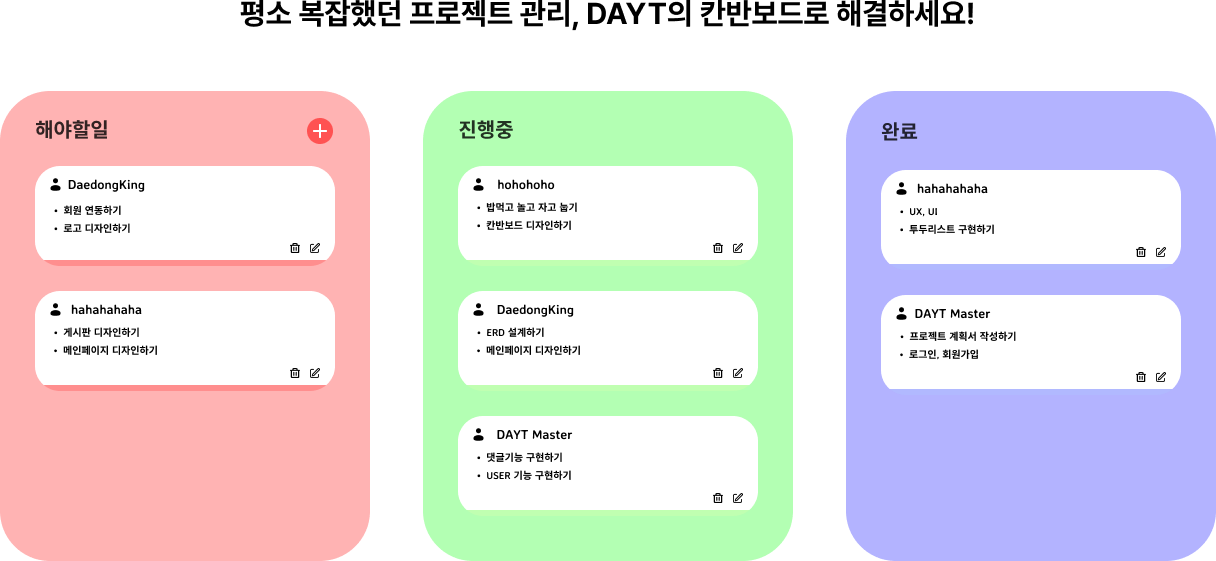 평소 복잡했던 프로젝트 관리, DAYT의 칸반보드로 해결하세요!
해야할일
DaedongKing
• 회원 연동하기
• 로고 디자인하기
hahahahaha
• 게시판 디자인하기
• 메인페이지 디자인하기
진행중
hohohoho
• 밥먹고 놀고 자고 눕기
• 칸반보드 디자인하기
DaedongKing
• ERD 설계하기
• 메인페이지 디자인하기
DAYT Master
• 댓글기능 구현하기
• USER 기능 구현하기
완료
hahahahaha
• UX, UI
• 투두리스트 구현하기
DAYT Master
• 프로젝트 계획서 작성하기
• 로그인, 회원가입